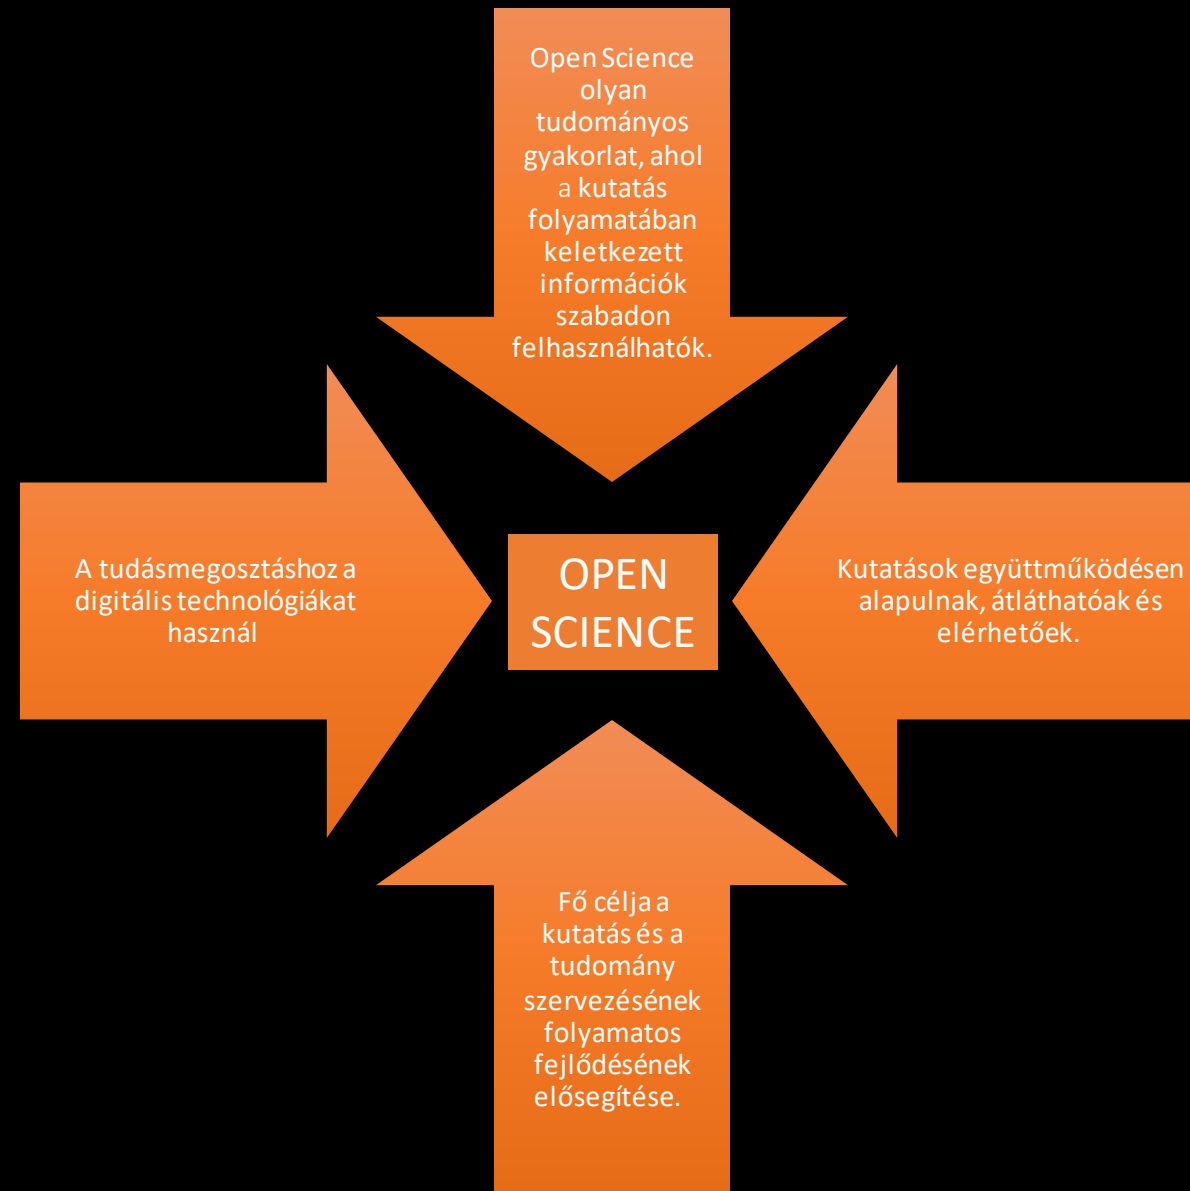 Open Science
olyan
tudományos
gyakorlat, ahol
a kutatás
folyamatában
keletkezett
információk
szabadon
felhasználhatók.
A tudásmegosztáshoz a
digitális technológiákat
használ
OPEN
SCIENCE
Kutatások együttműködésen
alapulnak, átláthatóak és
elérhetőek.
Fő célja a
kutatás és a
tudomány
szervezésének
folyamatos
fejlődésének
elősegítése.